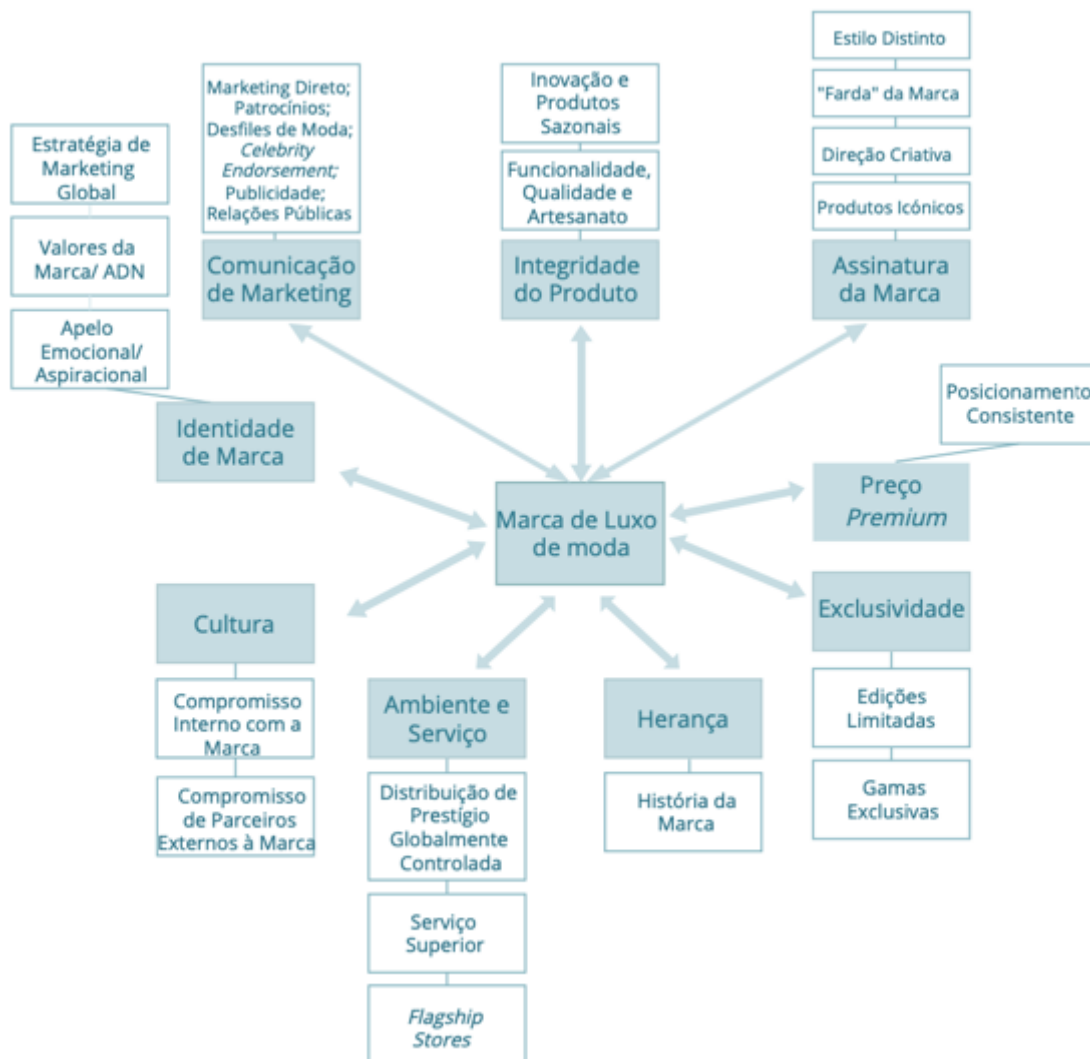 Estratégia de
Marketing
Global
Valores da
Marca/ ADN
Apelo
Emocional/
Aspiracional
Identidade
de Marca
Marketing Direto;
Patrocínios;
Desfiles de Moda;
Celebrity
Endorsement;
Publicidade;
Relações Públicas
Comunicação
de Marketing
Inovação e
Produtos
Sazonais
Funcionalidade,
Qualidade e
Artesanato
Integridade
do Produto
Estilo Distinto
"Farda" da Marca
Direção Criativa
Produtos Icónicos
Assinatura
da Marca
Posicionamento
Consistente
Preço
Premium
Marca de Luxo
de moda
Exclusividade
Edições
Limitadas
Gamas
Exclusivas
Cultura
Compromisso
Interno com a
Marca
Compromisso
de Parceiros
Externos à Marca
Ambiente e
Serviço
Distribuição de
Prestígio
Globalmente
Controlada
Serviço
Superior
Flagship
Stores
Herança
História da
Marca